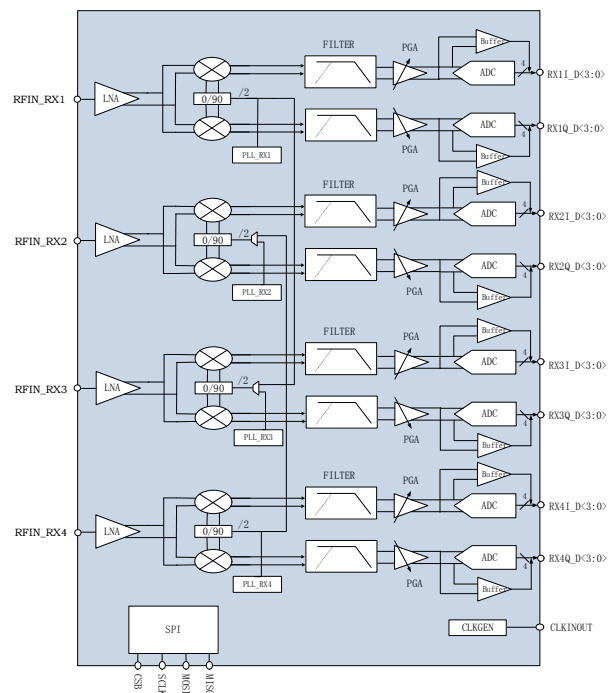 FILTER
PGA
Buffer
4
RX1I_D<3:0>
ADC
LNA
RFIN_RX1
0/90
/2
RX1Q_D<3:0>
ADC
PGA
Buffer
4
PLL_RX1
FILTER
PGA
Buffer
4
RX2I_D<3:0>
ADC
LNA
RFIN_RX2
0/90
/2
RX2Q_D<3:0>
ADC
PGA
Buffer
4
PLL_RX2
FILTER
PGA
Buffer
4
RX3I_D<3:0>
ADC
LNA
RFIN_RX3
0/90
/2
RX3Q_D<3:0>
ADC
PGA
Buffer
4
PLL_RX3
FILTER
PGA
Buffer
4
RX4I_D<3:0>
ADC
LNA
RFIN_RX4
0/90
/2
RX4Q_D<3:0>
ADC
PGA
Buffer
4
PLL_RX4
SPI
CLKGEN
CLKINOUT
CSB
SCLK
MOSI
MISO